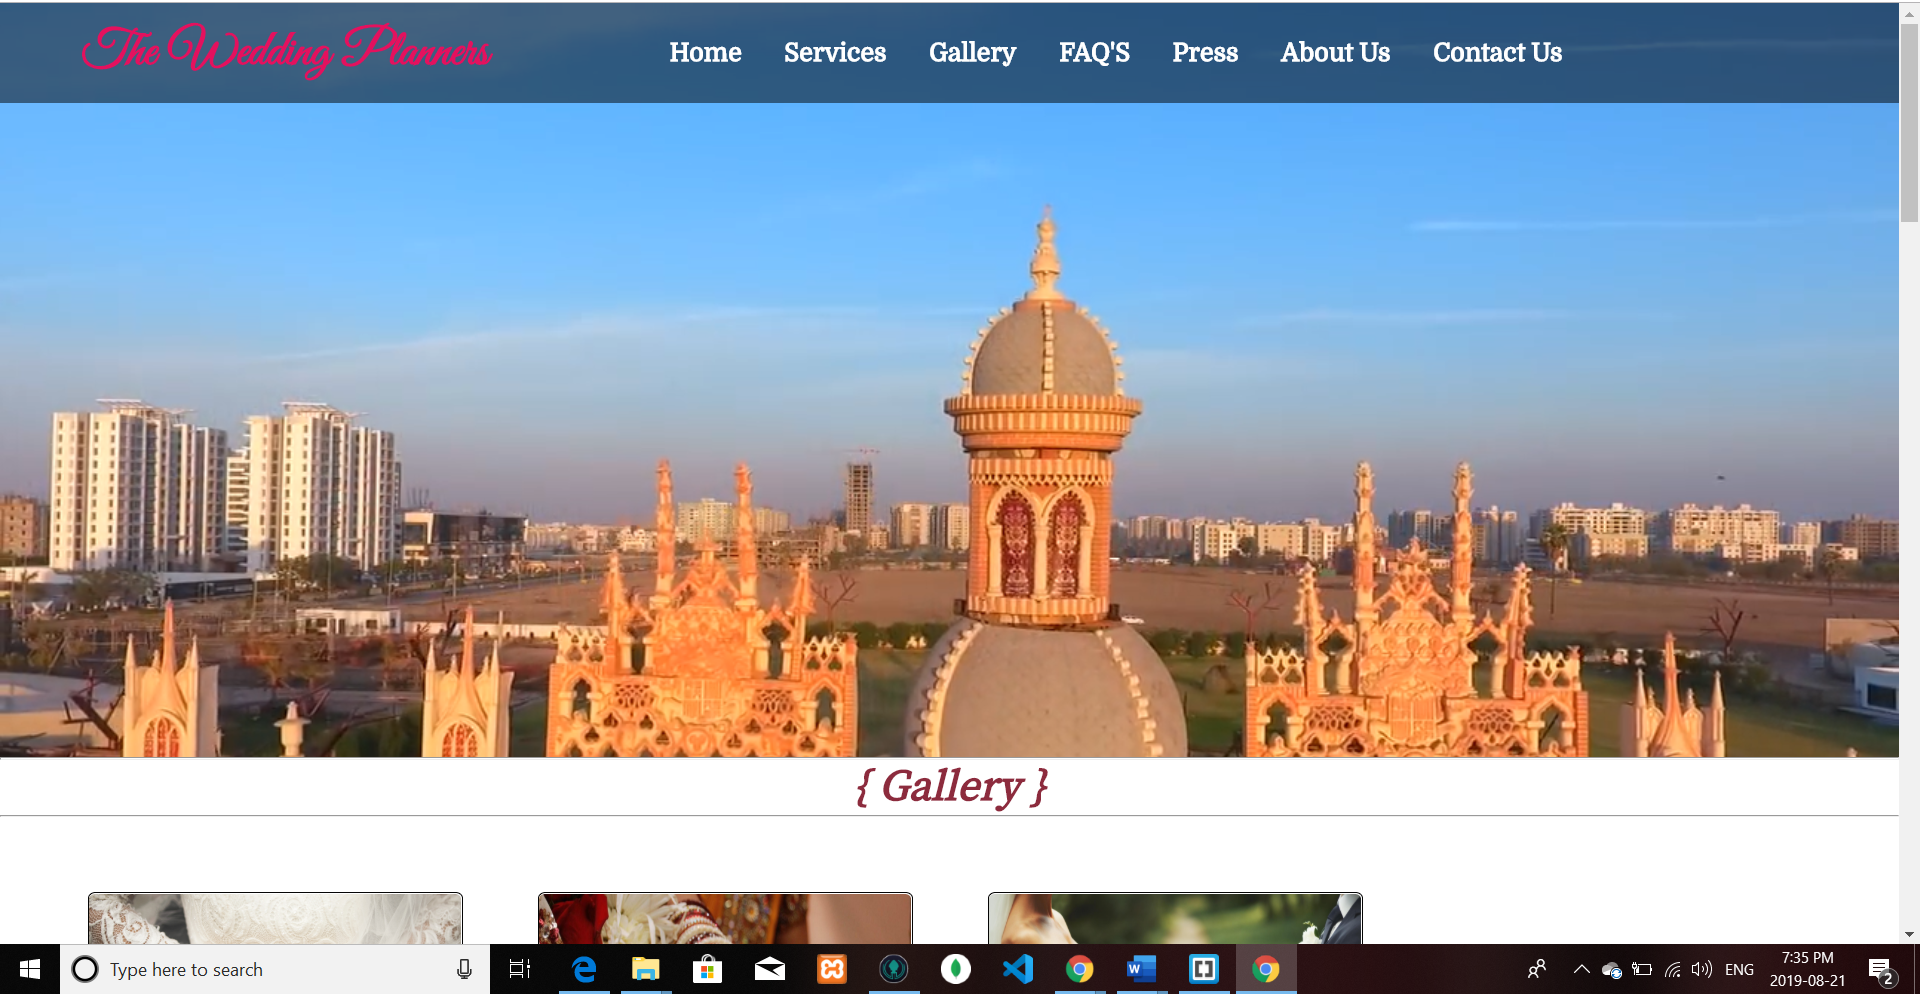 The Wedding Planners
Home Services Gallery FAQ'S Press About Us Contact Us
{ Gallery }
Type here to search
ENG
7:35 PM
2019-08-21
2